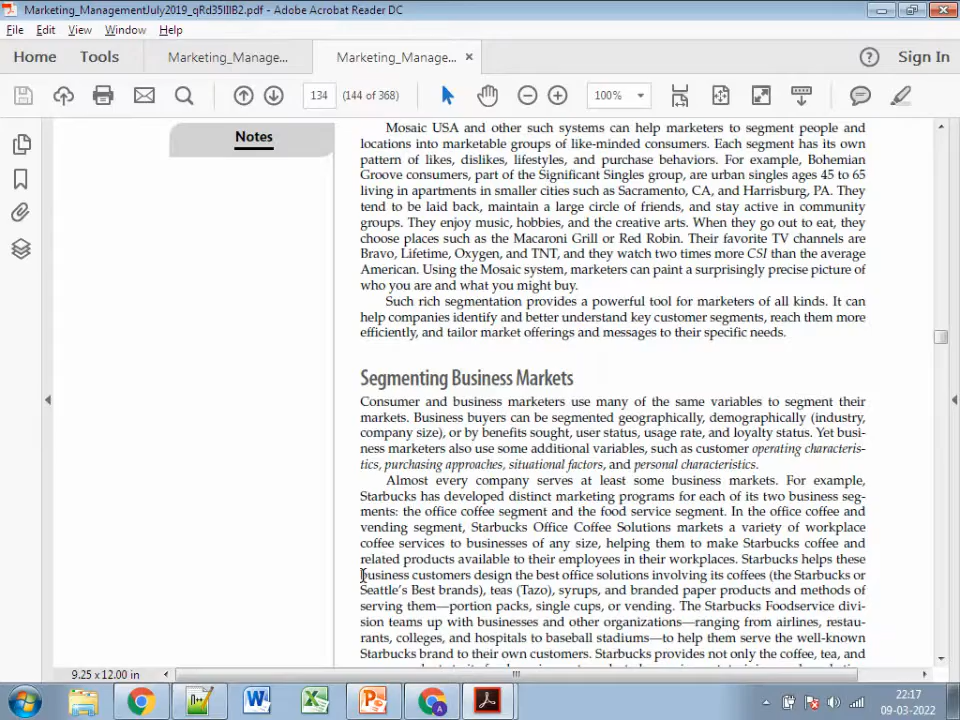 Marketing_ManagementJuly2019_qRd35IIIB2.pdf - Adobe Acrobat Reader DC
File Edit View Window Help
Home Tools Marketing_Manage... Marketing_Manage... × Sign In
134 (144 of 368) 100%
Notes
Mosaic USA and other such systems can help marketers to segment people and
locations into marketable groups of like-minded consumers. Each segment has its own
pattern of likes, dislikes, lifestyles, and purchase behaviors. For example, Bohemian
Groove consumers, part of the Significant Singles group, are urban singles ages 45 to 65
living in apartments in smaller cities such as Sacramento, CA, and Harrisburg, PA. They
tend to be laid back, maintain a large circle of friends, and stay active in community
groups. They enjoy music, hobbies, and the creative arts. When they go out to eat, they
choose places such as the Macaroni Grill or Red Robin. Their favorite TV channels are
Bravo, Lifetime, Oxygen, and TNT, and they watch two times more CSI than the average
American. Using the Mosaic system, marketers can paint a surprisingly precise picture of
who you are and what you might buy.
Such rich segmentation provides a powerful tool for marketers of all kinds. It can
help companies identify and better understand key customer segments, reach them more
efficiently, and tailor market offerings and messages to their specific needs.
Segmenting Business Markets
Consumer and business marketers use many of the same variables to segment their
markets. Business buyers can be segmented geographically, demographically (industry,
company size), or by benefits sought, user status, usage rate, and loyalty status. Yet busi-
ness marketers also use some additional variables, such as customer operating characteris-
tics, purchasing approaches, situational factors, and personal characteristics.
Almost every company serves at least some business markets. For example,
Starbucks has developed distinct marketing programs for each of its two business seg-
ments: the office coffee segment and the food service segment. In the office coffee and
vending segment, Starbucks Office Coffee Solutions markets a variety of workplace
coffee services to businesses of any size, helping them to make Starbucks coffee and
related products available to their employees in their workplaces. Starbucks helps these
business customers design the best office solutions involving its coffees (the Starbucks or
Seattle's Best brands), teas (Tazo), syrups, and branded paper products and methods of
serving them—portion packs, single cups, or vending. The Starbucks Foodservice divi-
sion teams up with businesses and other organizations—ranging from airlines, restau-
rants, colleges, and hospitals to baseball stadiums—to help them serve the well-known
Starbucks brand to their own customers. Starbucks provides not only the coffee, tea, and
9.25 x 12.00 in
22:17
09-03-2022